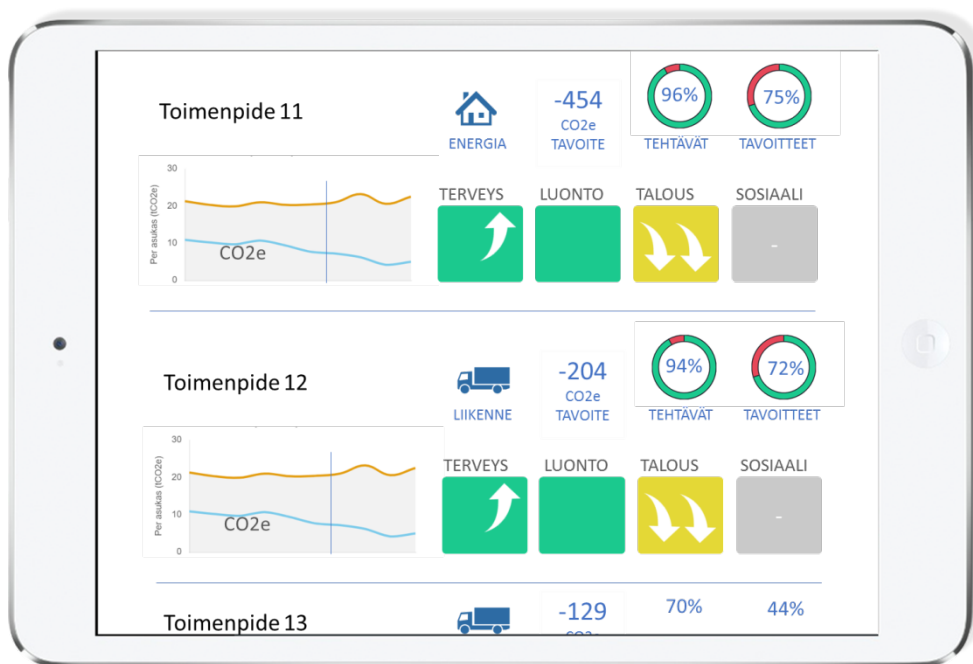 Toimenpide 11
ENERGIA
-454
CO2e
TAVOITE
96%
TEHTÄVÄT
75%
TAVOITTEET
Per asukas (tCO2e)
30
20
10
0
CO2e
TERVEYS
LUONTO
TALOUS
SOSIAALI
-
Toimenpide 12
LIIKENNE
-204
CO2e
TAVOITE
94%
TEHTÄVÄT
72%
TAVOITTEET
Per asukas (tCO2e)
30
20
10
0
CO2e
TERVEYS
LUONTO
TALOUS
SOSIAALI
-
Toimenpide 13
-129
CO2e
70%
44%